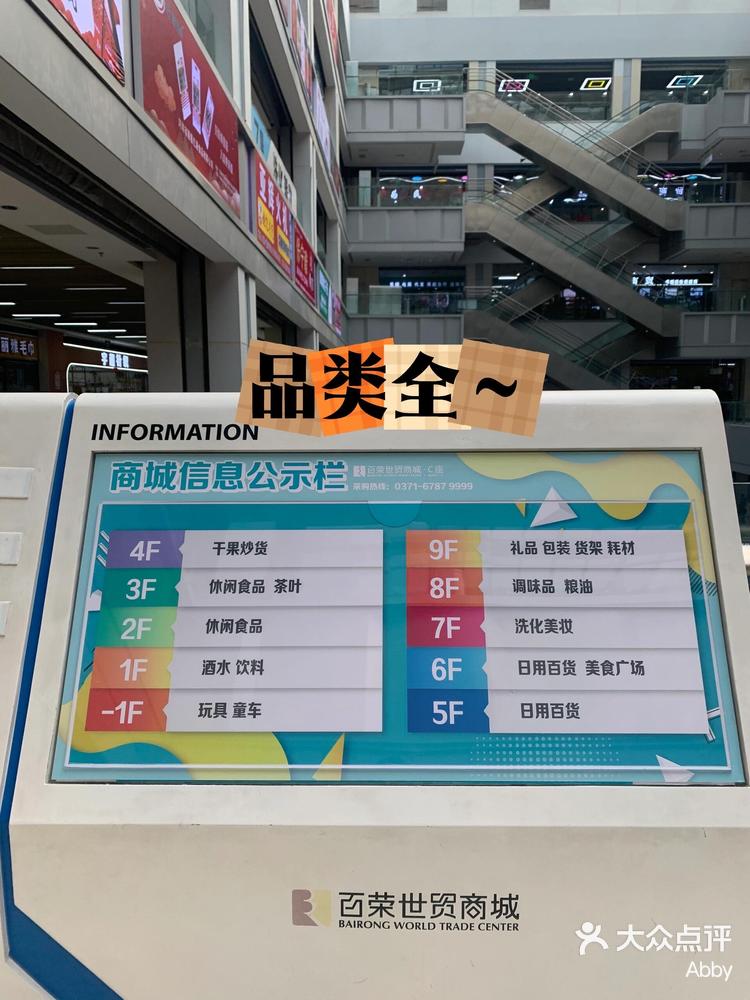 丽雅毛巾
品类全~
INFORMATION
商城信息公示栏
百荣世贸商城·C座
采购热线：0371-6787 9999
4F 干果炒货
3F 休闲食品 茶叶
2F 休闲食品
1F 酒水 饮料
-1F 玩具 童车
9F 礼品 包装 货架 耗材
8F 调味品 粮油
7F 洗化美妆
6F 日用百货 美食广场
5F 日用百货
百荣世贸商城
BAIRONG WORLD TRADE CENTER
大众点评
Abby